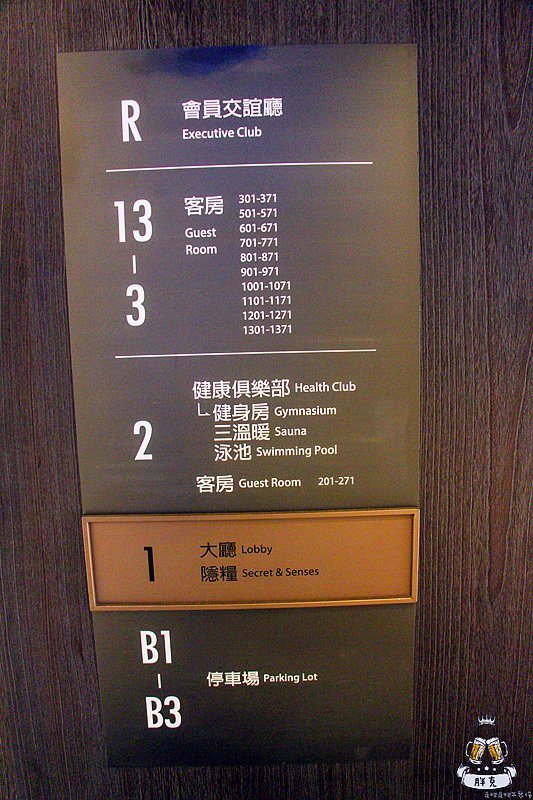 R 會員交誼廳
Executive Club
13 - 3
客房
Guest
Room
301-371
501-571
601-671
701-771
801-871
901-971
1001-1071
1101-1171
1201-1271
1301-1371
2
健康俱樂部 Health Club
健身房 Gymnasium
三溫暖 Sauna
泳池 Swimming Pool
客房 Guest Room 201-271
1
大廳 Lobby
隱糧 Secret & Senses
B1 - B3
停車場 Parking Lot
胖克